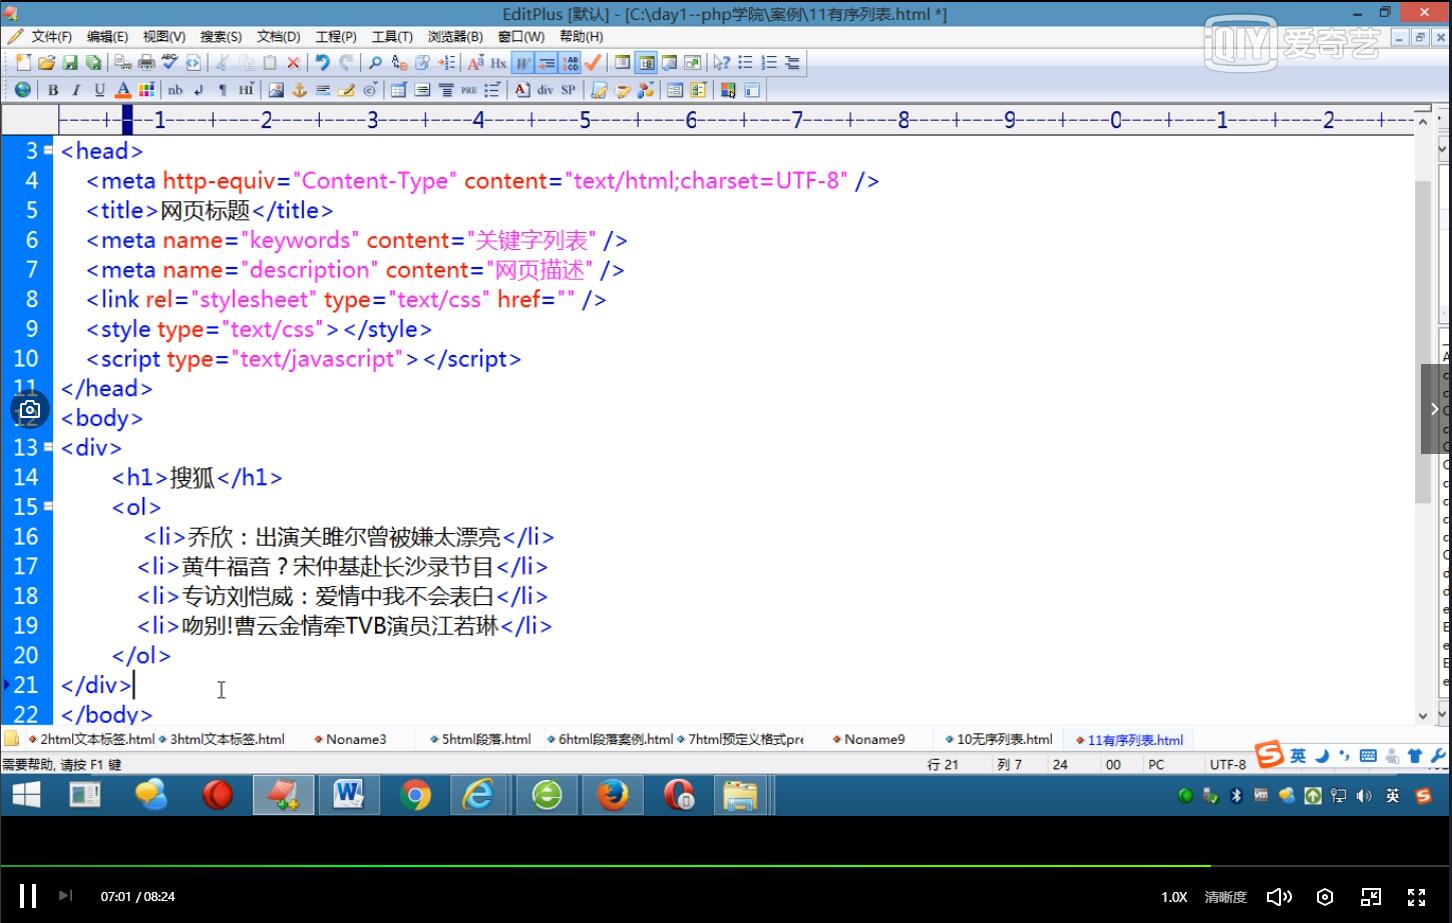 EditPlus [默认] - [C:\day1--php学院\案例\11有序列表.html *]
文件(F) 编辑(E) 视图(V) 搜索(S) 文档(D) 工程(P) 工具(T) 浏览器(B) 窗口(W) 帮助(H)
iQIYI 爱奇艺
B I U A nb HI PRE A div SP
----+----1----+----2----+----3----+----4----+----5----+----6----+----7----+----8----+----9----+----0----+----1----+----2----+---
3 <head>
4 <meta http-equiv="Content-Type" content="text/html;charset=UTF-8" />
5 <title>网页标题</title>
6 <meta name="keywords" content="关键字列表" />
7 <meta name="description" content="网页描述" />
8 <link rel="stylesheet" type="text/css" href="" />
9 <style type="text/css"></style>
10 <script type="text/javascript"></script>
11 </head>
12 <body>
13 <div>
14 <h1>搜狐</h1>
15 <ol>
16 <li>乔欣：出演关雎尔曾被嫌太漂亮</li>
17 <li>黄牛福音？宋仲基赴长沙录节目</li>
18 <li>专访刘恺威：爱情中我不会表白</li>
19 <li>吻别!曹云金情牵TVB演员江若琳</li>
20 </ol>
21 </div>
22 </body>
2html文本标签.html 3html文本标签.html Noname3 5html段落.html 6html段落案例.html 7html预定义格式pre Noname9 10无序列表.html 11有序列表.html
需要帮助, 请按 F1 键 行 21 列 7 24 00 PC UTF-8 英
英
07:01 / 08:24 1.0X 清晰度